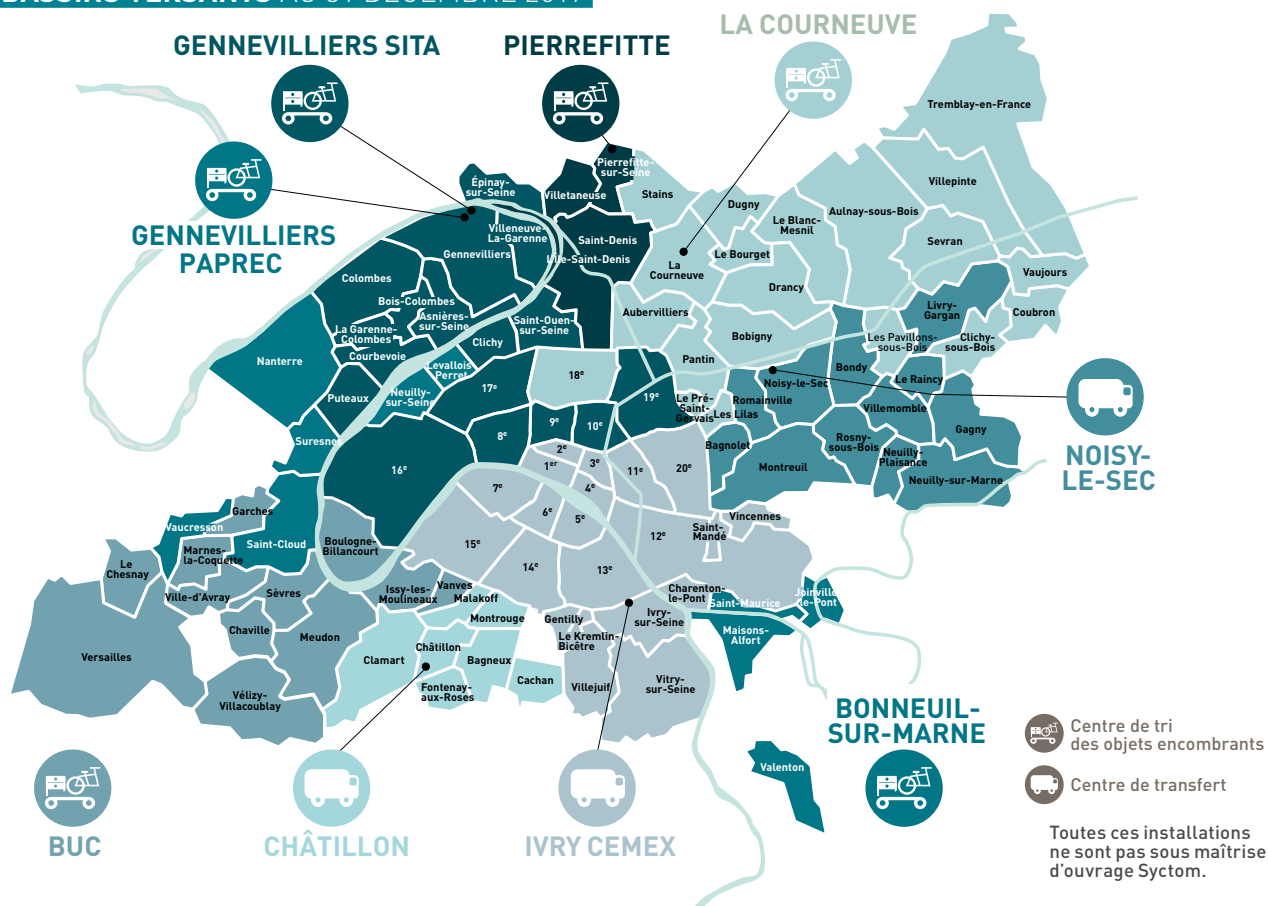 BASSINS VERSANTS AU 31 DÉCEMBRE 2017
GENNEVILLIERS SITA
PIERREFITTE
LA COURNEUVE
GENNEVILLIERS
PAPREC
Tremblay-en-France
Pierrefitte-
sur-Seine
Épinay-
sur-Seine
Villetaneuse
Stains
Dugny
Villepinte
Aulnay-sous-Bois
Le Blanc-
Mesnil
Villeneuve-
La-Garenne
Saint-Denis
Sevran
Gennevilliers
L'Île-Saint-Denis
Le Bourget
La
Courneuve
Vaujours
Colombes
Drancy
Bois-Colombes
Livry-
Gargan
Coubron
Asnières-
sur-Seine
Saint-Ouen-
sur-Seine
Aubervilliers
La Garenne-
Colombes
Bobigny
Les Pavillons-
sous-Bois
Clichy-
sous-Bois
Clichy
Courbevoie
Nanterre
Levallois
Perret
Pantin
Bondy
18e
Le Raincy
Noisy-le-Sec
Puteaux
Neuilly-
sur-Seine
17e
19e
Le Pré-
Saint-
Gervais
Romainville
Les Lilas
Villemomble
Suresnes
8e
9e
10e
Gagny
Bagnolet
Rosny-
sous-Bois
Neuilly-
Plaisance
NOISY-
LE-SEC
16e
2e
1er
3e
11e
20e
Montreuil
Neuilly-sur-Marne
7e
4e
6e
5e
Garches
Vaucresson
Vincennes
Saint-
Mandé
12e
Marnes-
la-Coquette
Saint-Cloud
Boulogne-
Billancourt
15e
Le
Chesnay
14e
13e
Ville-d'Avray
Sèvres
Issy-les-
Moulineaux
Vanves
Malakoff
Charenton-
le-Pont
Saint-Maurice
Joinville-
le-Pont
Montrouge
Gentilly
Ivry-
sur-Seine
Chaville
Meudon
Le Kremlin-
Bicêtre
Maisons-
Alfort
Versailles
Clamart
Châtillon
Bagneux
Cachan
Villejuif
Vitry-
sur-Seine
Vélizy-
Villacoublay
Fontenay-
aux-Roses
BONNEUIL-
SUR-MARNE
Valenton
BUC
CHÂTILLON
IVRY CEMEX
Centre de tri
des objets encombrants
Centre de transfert
Toutes ces installations
ne sont pas sous maîtrise
d'ouvrage Syctom.